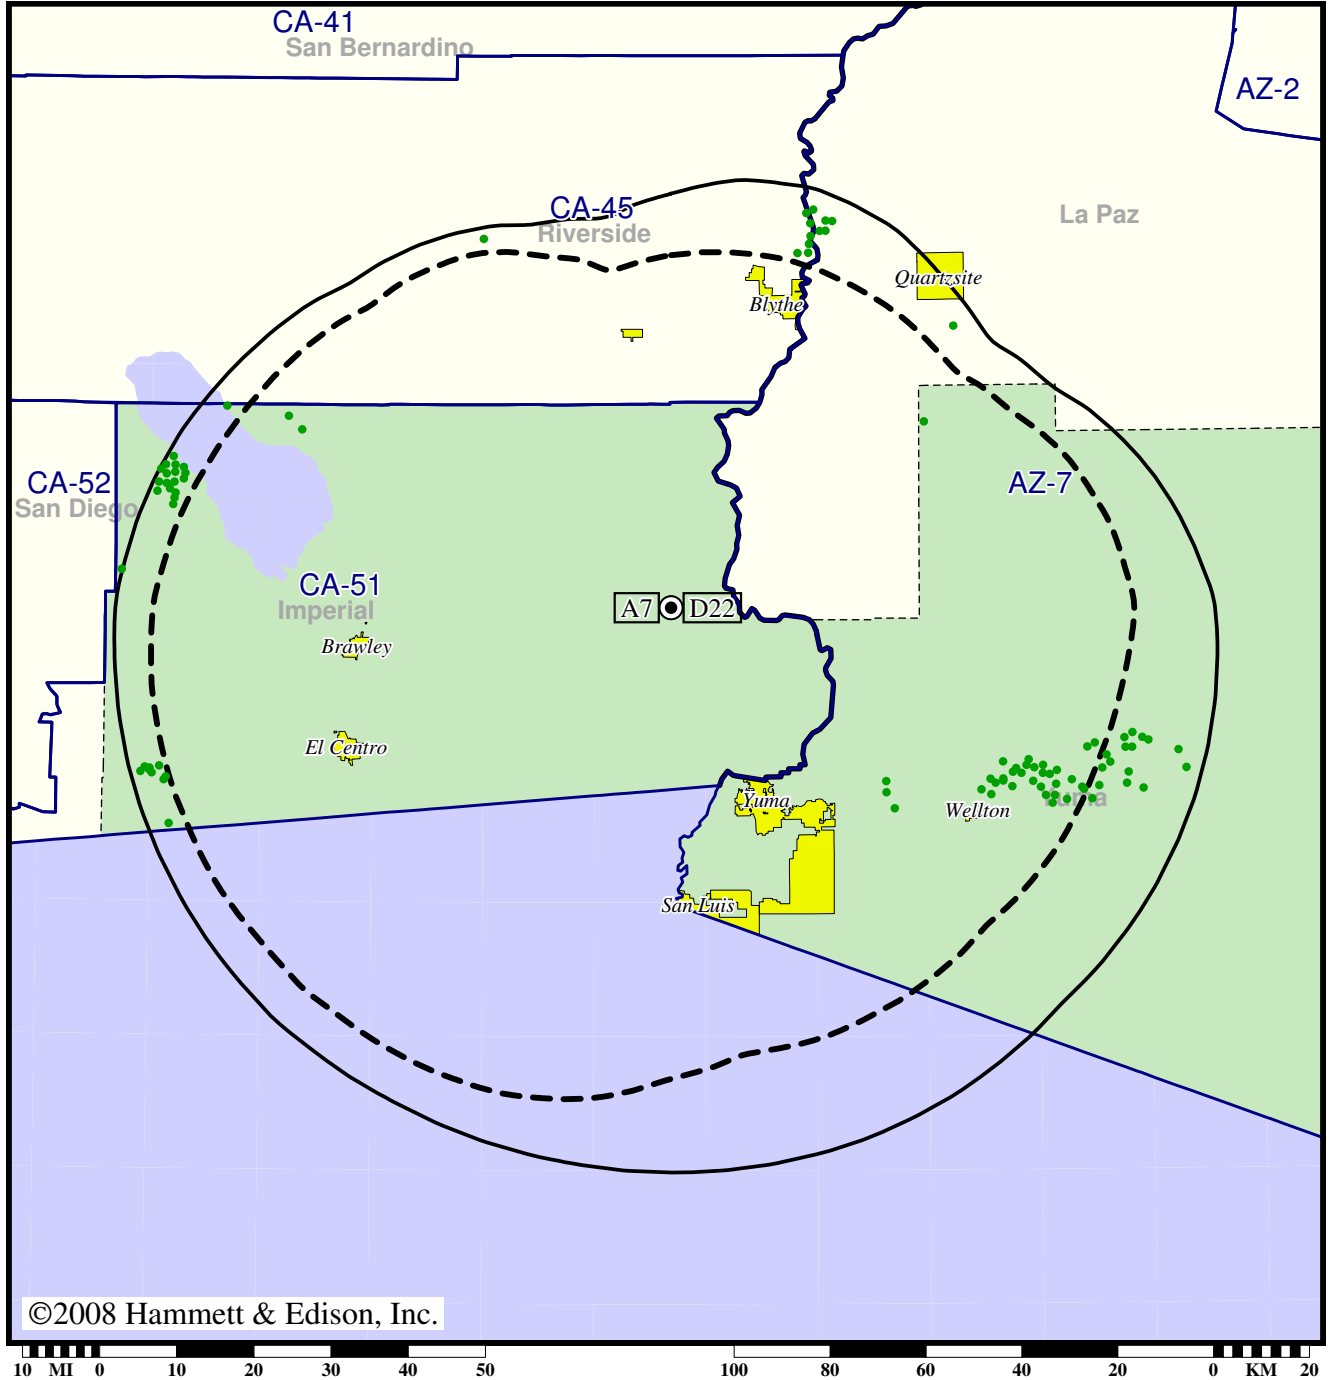 CA-41
San Bernardino
AZ-2
CA-45
Riverside
La Paz
Quartzsite
Blythe
CA-52
San Diego
AZ-7
CA-51
Imperial
A7 D22
Brawley
El Centro
Yuma
Wellton
Yuma
San Luis
©2008 Hammett & Edison, Inc.
10 MI 0 10 20 30 40 50 100 80 60 40 20 0 KM 20